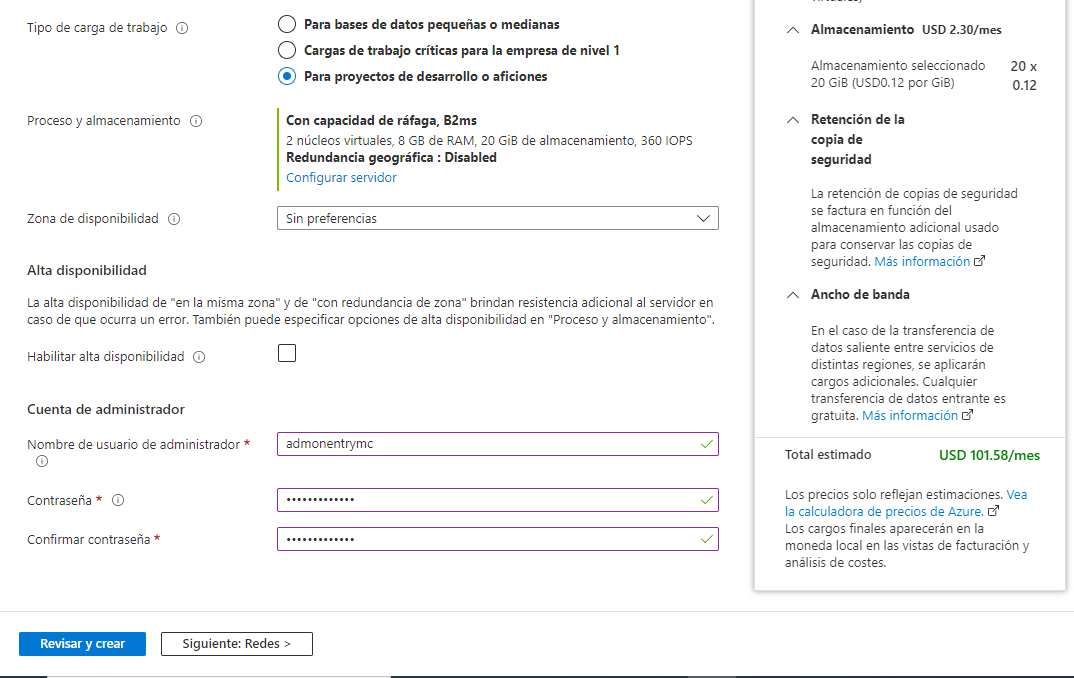 Tipo de carga de trabajo
Para bases de datos pequeñas o medianas
Cargas de trabajo críticas para la empresa de nivel 1
Para proyectos de desarrollo o aficiones
Proceso y almacenamiento
Con capacidad de ráfaga, B2ms
2 núcleos virtuales, 8 GB de RAM, 20 GiB de almacenamiento, 360 IOPS
Redundancia geográfica : Disabled
Configurar servidor
Zona de disponibilidad
Sin preferencias
Alta disponibilidad
La alta disponibilidad de "en la misma zona" y de "con redundancia de zona" brindan resistencia adicional al servidor en
caso de que ocurra un error. También puede especificar opciones de alta disponibilidad en "Proceso y almacenamiento".
Habilitar alta disponibilidad
Cuenta de administrador
Nombre de usuario de administrador *
admonentrymc
Contraseña *
•••••••••••••
Confirmar contraseña *
•••••••••••••
Revisar y crear
Siguiente: Redes >
Almacenamiento USD 2.30/mes
Almacenamiento seleccionado 20 x
20 GiB (USD0.12 por GiB) 0.12
Retención de la
copia de
seguridad
La retención de copias de seguridad
se factura en función del
almacenamiento adicional usado
para conservar las copias de
seguridad. Más información
Ancho de banda
En el caso de la transferencia de
datos saliente entre servicios de
distintas regiones, se aplicarán
cargos adicionales. Cualquier
transferencia de datos entrante es
gratuita. Más información
Total estimado USD 101.58/mes
Los precios solo reflejan estimaciones. Vea
la calculadora de precios de Azure.
Los cargos finales aparecerán en la
moneda local en las vistas de facturación y
análisis de costes.